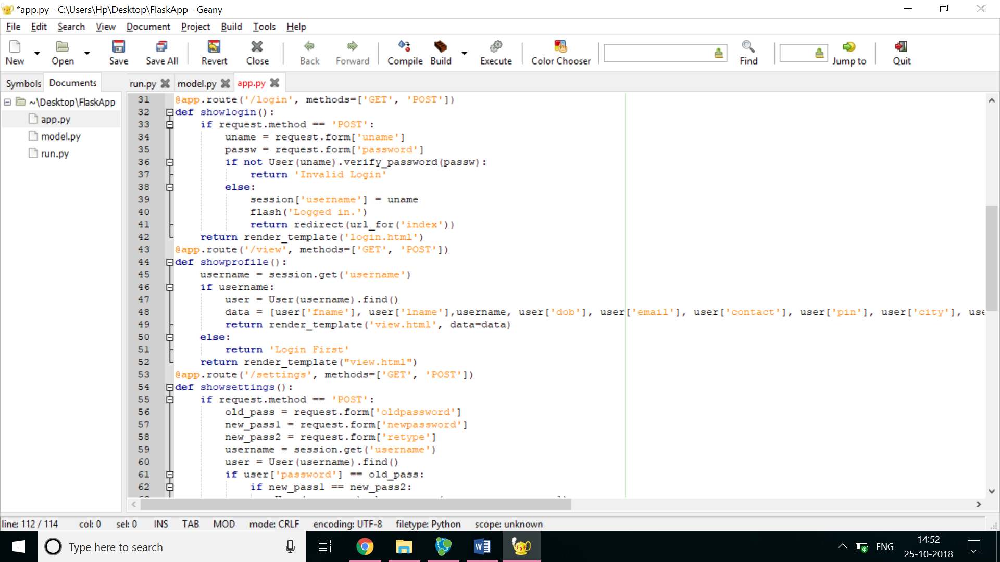 *app.py - C:\Users\Hp\Desktop\FlaskApp - Geany
File Edit Search View Document Project Build Tools Help
New Open Save Save All Revert Close Back Forward Compile Build Execute Color Chooser Find Jump to Quit
Symbols Documents run.py model.py app.py
~\Desktop\FlaskApp
app.py
model.py
run.py
31 @app.route('/login', methods=['GET', 'POST'])
32 def showlogin():
33     if request.method == 'POST':
34         uname = request.form['uname']
35         passw = request.form['password']
36         if not User(uname).verify_password(passw):
37             return 'Invalid Login'
38         else:
39             session['username'] = uname
40             flash('Logged in.')
41             return redirect(url_for('index'))
42     return render_template('login.html')
43 @app.route('/view', methods=['GET', 'POST'])
44 def showprofile():
45     username = session.get('username')
46     if username:
47         user = User(username).find()
48         data = [user['fname'], user['lname'],username, user['dob'], user['email'], user['contact'], user['pin'], user['city'], use
49         return render_template('view.html', data=data)
50     else:
51         return 'Login First'
52     return render_template("view.html")
53 @app.route('/settings', methods=['GET', 'POST'])
54 def showsettings():
55     if request.method == 'POST':
56         old_pass = request.form['oldpassword']
57         new_pass1 = request.form['newpassword']
58         new_pass2 = request.form['retype']
59         username = session.get('username')
60         user = User(username).find()
61         if user['password'] == old_pass:
62             if new_pass1 == new_pass2:
line: 112 / 114 col: 0 sel: 0 INS TAB MOD mode: CRLF encoding: UTF-8 filetype: Python scope: unknown
Type here to search
ENG
14:52
25-10-2018